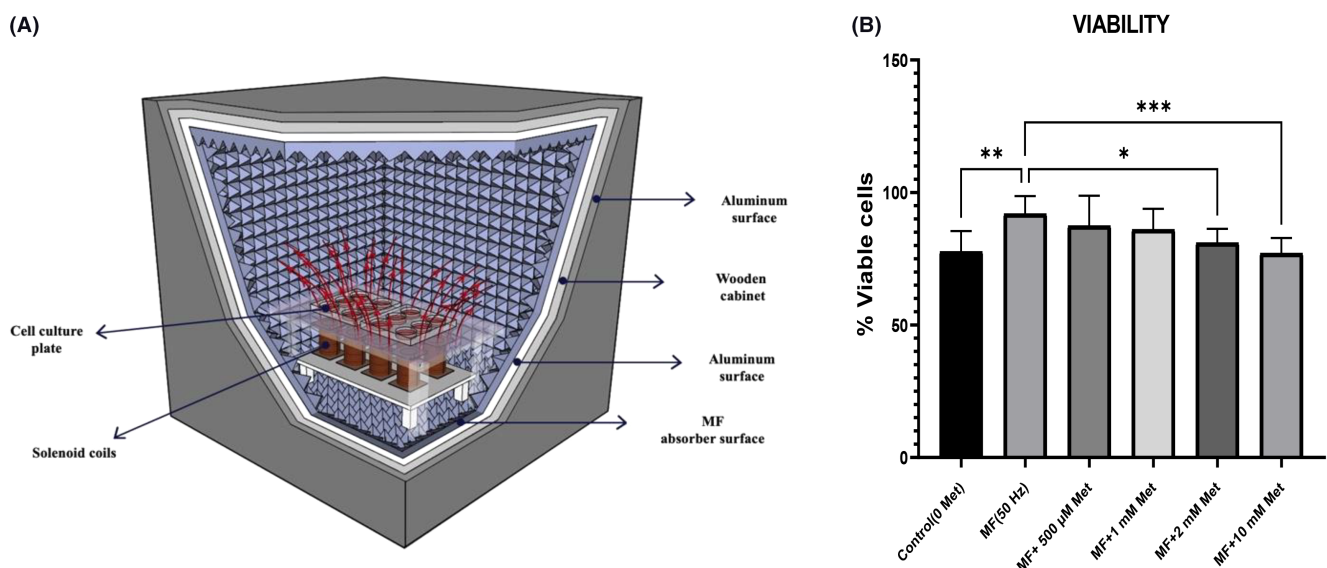 (A)
Aluminum
surface
Wooden
cabinet
Cell culture
plate
Aluminum
surface
MF
absorber surface
Solenoid coils
(B)
VIABILITY
% Viable cells
150
100
50
0
***
**
*
Control(0 Met)
MF(50 Hz)
MF+ 500 µM Met
MF+1 mM Met
MF+2 mM Met
MF+10 mM Met